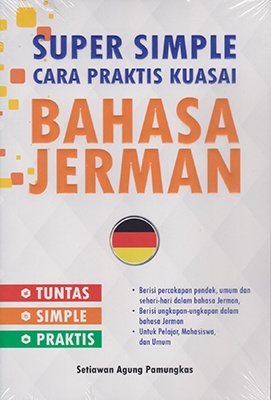 SUPER SIMPLE
CARA PRAKTIS KUASAI
BAHASA
JERMAN
TUNTAS
SIMPLE
PRAKTIS
• Berisi percakapan pendek, umum dan
sehari-hari dalam bahasa Jerman,
• Berisi ungkapan-ungkapan dalam
bahasa Jerman
• Untuk Pelajar, Mahasiswa,
dan Umum
Setiawan Agung Pamungkas